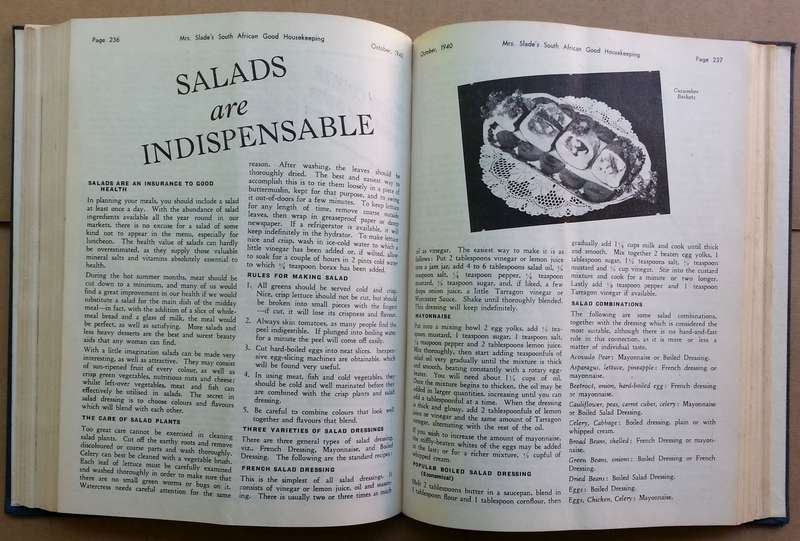 Page 236
Mrs. Slade's South African Good Housekeeping
October, 1940
SALADS
are
INDISPENSABLE
SALADS ARE AN INSURANCE TO GOOD
HEALTH
In planning your meals, you should include a salad
at least once a day. With the abundance of salad
ingredients available all the year round in our
markets, there is no excuse for a salad of some
kind not to appear in the menu, especially for
luncheon. The health value of salads can hardly
be overestimated, as they supply those valuable
mineral salts and vitamins absolutely essential to
health.
During the hot summer months, meat should be
cut down to a minimum, and many of us would
find a great improvement in our health if we would
substitute a salad for the main dish of the midday
meal—in fact, with the addition of a slice of whole-
meal bread and a glass of milk, the meal would
be perfect, as well as satisfying. More salads and
less heavy desserts are the best and surest beauty
aids that any woman can find.
With a little imagination salads can be made very
interesting, as well as attractive. They may consist
of sun-ripened fruit of every colour, as well as
crisp green vegetables, nutritious nuts and cheese;
whilst left-over vegetables, meat and fish can
effectively be utilised in salads. The secret in
salad dressing is to choose colours and flavours
which will blend with each other.
THE CARE OF SALAD PLANTS
Too great care cannot be exercised in cleaning
salad plants. Cut off the earthy roots and remove
discoloured or coarse parts and wash thoroughly.
Celery can best be cleaned with a vegetable brush.
Each leaf of lettuce must be carefully examined
and washed thoroughly in order to make sure that
there are no small green worms or bugs on it.
Watercress needs careful attention for the same
reason. After washing, the leaves should be
thoroughly dried. The best and easiest way to
accomplish this is to tie them loosely in a piece of
buttermuslin, kept for that purpose, and to swing
it out-of-doors for a few minutes. To keep lettuce
for any length of time, remove coarse outside
leaves, then wrap in greaseproof paper or damp
newspaper. If a refrigerator is available, it will
keep indefinitely in the hydrator. To make lettuce
nice and crisp, wash in ice-cold water to which a
little vinegar has been added or, if wilted, allow
to soak for a couple of hours in 2 pints cold water
to which teaspoon borax has been added.
RULES FOR MAKING SALAD
1. All greens should be served cold and crisp.
Nice, crisp lettuce should not be cut, but should
be broken into small pieces with the fingers
—if cut, it will lose its crispness and flavour.
2. Always skin tomatoes, as many people find the
peel indigestible. If plunged into boiling water
for a minute the peel will come off easily.
3. Cut hard-boiled eggs into neat slices. Inexpen-
sive egg-slicing machines are obtainable which
will be found very useful.
4. In using meat, fish and cold vegetables, they
should be cold and well marinated before they
are combined with the crisp plants and salad
dressing.
5. Be careful to combine colours that look well
together and flavours that blend.
THREE VARIETIES OF SALAD DRESSINGS
There are three general types of salad dressing,
viz., French Dressing, Mayonnaise, and Boiled
Dressing. The following are the standard recipes:
FRENCH SALAD DRESSING
This is the simplest of all salad dressings. It
consists of vinegar or lemon juice, oil and season-
ing. There is usually two or three times as much
October, 1940
Mrs. Slade's South African Good Housekeeping
Page 237
Cucumber
Baskets
oil as vinegar. The easiest way to make it is as
follows: Put 2 tablespoons vinegar or lemon juice
into a jam jar, add 4 to 6 tablespoons salad oil, ½
teaspoon salt, ¼ teaspoon pepper, ¼ teaspoon
mustard, ½ teaspoon sugar, and, if liked, a few
drops onion juice, a little Tarragon vinegar or
Worcester Sauce. Shake until thoroughly blended.
This dressing will keep indefinitely.
MAYONNAISE
Put into a mixing bowl 2 egg yolks, add ½ tea-
spoon mustard, 1 teaspoon sugar, 1 teaspoon salt,
teaspoon pepper and 2 tablespoons lemon juice.
Mix thoroughly, then start adding teaspoonfuls of
olive oil very gradually until the mixture is thick
and smooth, beating constantly with a rotary egg-
beater. You will need about 1½ cups of oil.
Once the mixture begins to thicken, the oil may be
added in larger quantities, increasing until you can
add a tablespoonful at a time. When the dressing
is thick and glossy, add 2 tablespoonfuls of lemon
juice or vinegar and the same amount of Tarragon
vinegar, alternating with the rest of the oil.
If you wish to increase the amount of mayonnaise,
the stiffly-beaten whites of the eggs may be added
at the last; or for a richer mixture, ½ cupful of
whipped cream.
POPULAR BOILED SALAD DRESSING
(Economical)
Melt 2 tablespoons butter in a saucepan, blend in
1 tablespoon flour and 1 tablespoon cornflour, then
gradually add 1½ cups milk and cook until thick
and smooth. Mix together 2 beaten egg yolks, 1
tablespoon sugar, 1½ teaspoons salt, ½ teaspoon
mustard and ½ cup vinegar. Stir into the custard
mixture and cook for a minute or two longer.
Lastly add ⅛ teaspoon pepper and 1 teaspoon
Tarragon vinegar if available.
SALAD COMBINATIONS
The following are some salad combinations,
together with the dressing which is considered the
most suitable, although there is no hard-and-fast
rule in this connection, as it is more or less a
matter of individual taste.
Avocado Pear: Mayonnaise or Boiled Dressing.
Asparagus, lettuce, pineapple: French dressing or
mayonnaise.
Beetroot, onion, hard-boiled egg: French dressing
or mayonnaise.
Cauliflower, peas, carrot cubes, celery: Mayonnaise
or Boiled Salad Dressing.
Celery, Cabbage: Boiled dressing, plain or with
whipped cream.
Broad Beans, shelled: French Dressing or mayon-
naise.
Green Beans, onions: Boiled Dressing or French
Dressing.
Dried Beans: Boiled Salad Dressing.
Eggs: Boiled Dressing.
Eggs, Chicken, Celery: Mayonnaise.